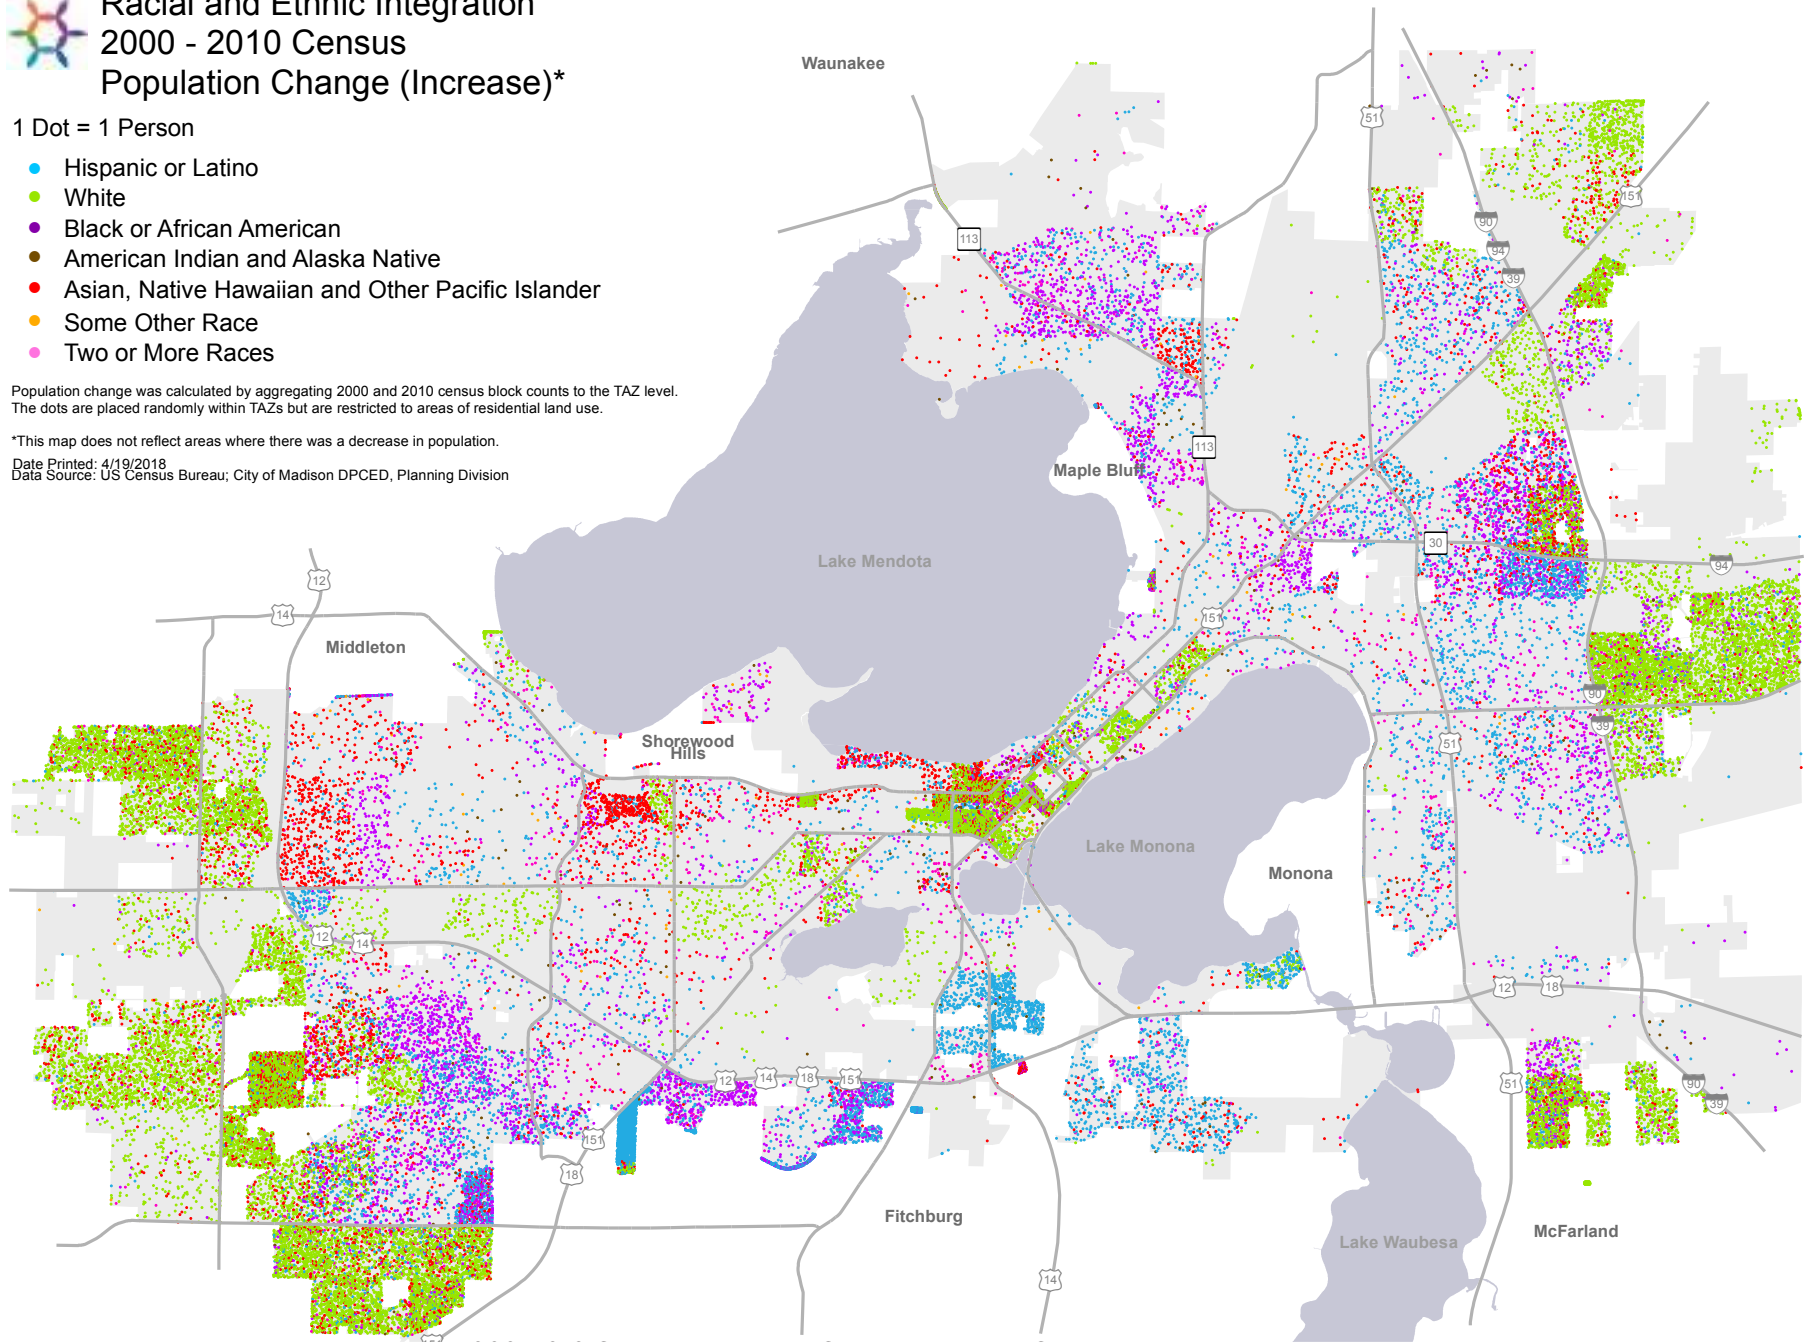 Racial and Ethnic Integration
2000 - 2010 Census
Population Change (Increase)*
1 Dot = 1 Person
Hispanic or Latino
White
Black or African American
American Indian and Alaska Native
Asian, Native Hawaiian and Other Pacific Islander
Some Other Race
Two or More Races
Population change was calculated by aggregating 2000 and 2010 census block counts to the TAZ level.
The dots are placed randomly within TAZs but are restricted to areas of residential land use.
*This map does not reflect areas where there was a decrease in population.
Date Printed: 4/19/2018
Data Source: US Census Bureau; City of Madison DPCED, Planning Division
Waunakee
51
151
90
94
39
113
113
Maple Bluff
Lake Mendota
30
94
12
14
151
Middleton
90
39
51
Shorewood
Hills
Lake Monona
Monona
12
14
12
18
12
14
18
151
51
90
39
151
18
Fitchburg
McFarland
Lake Waubesa
14